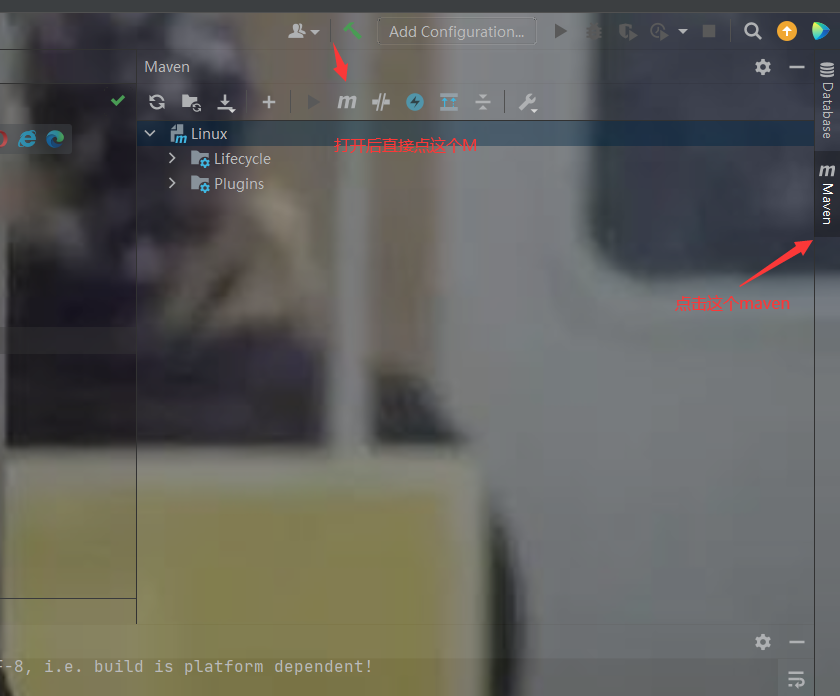 Add Configuration...
Maven
Database
m
Linux
打开后直接点这个M
Lifecycle
m Maven
Plugins
点击这个maven
F-8, i.e. build is platform dependent!